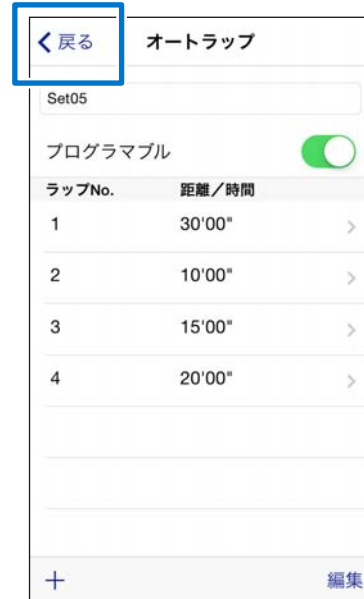 戻る オートラップ
Set05
プログラマブル
ラップNo. 距離／時間
1 30'00"
2 10'00"
3 15'00"
4 20'00"
＋ 編集